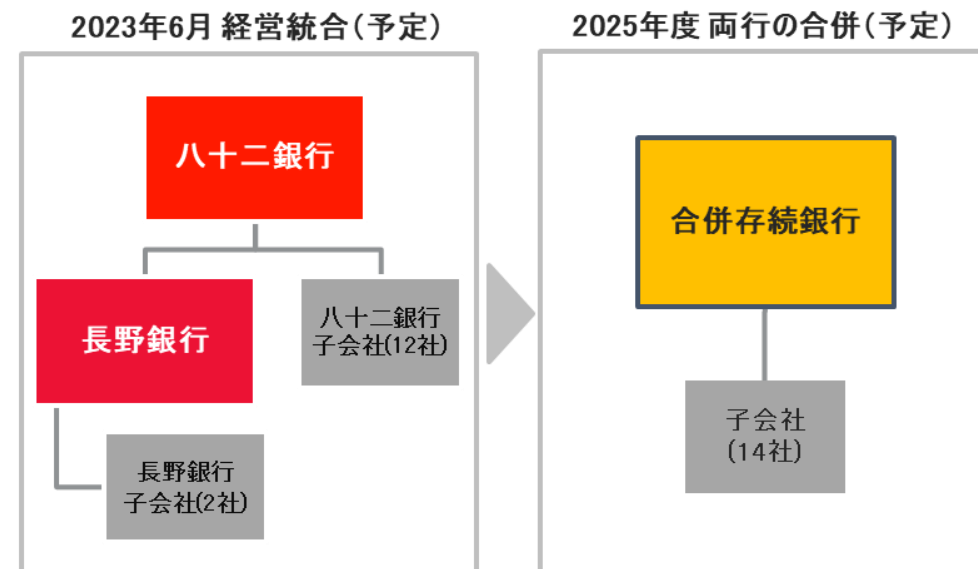 2023年6月 経営統合(予定)
八十二銀行
長野銀行
八十二銀行
子会社(12社)
長野銀行
子会社(2社)
2025年度 両行の合併(予定)
合併存続銀行
子会社
(14社)